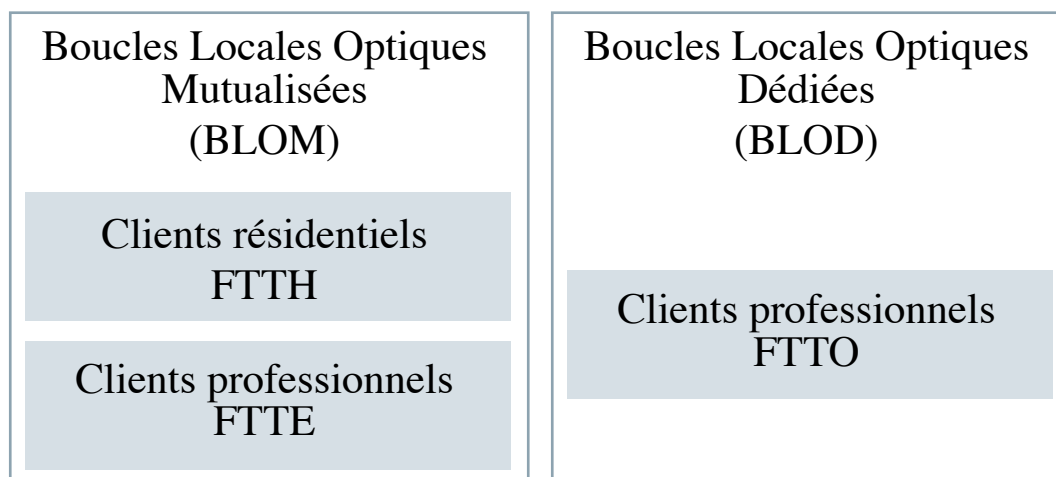 Boucles Locales Optiques
Mutualisées
(BLOM)
Clients résidentiels
FTTH
Clients professionnels
FTTE
Boucles Locales Optiques
Dédiées
(BLOD)
Clients professionnels
FTTO